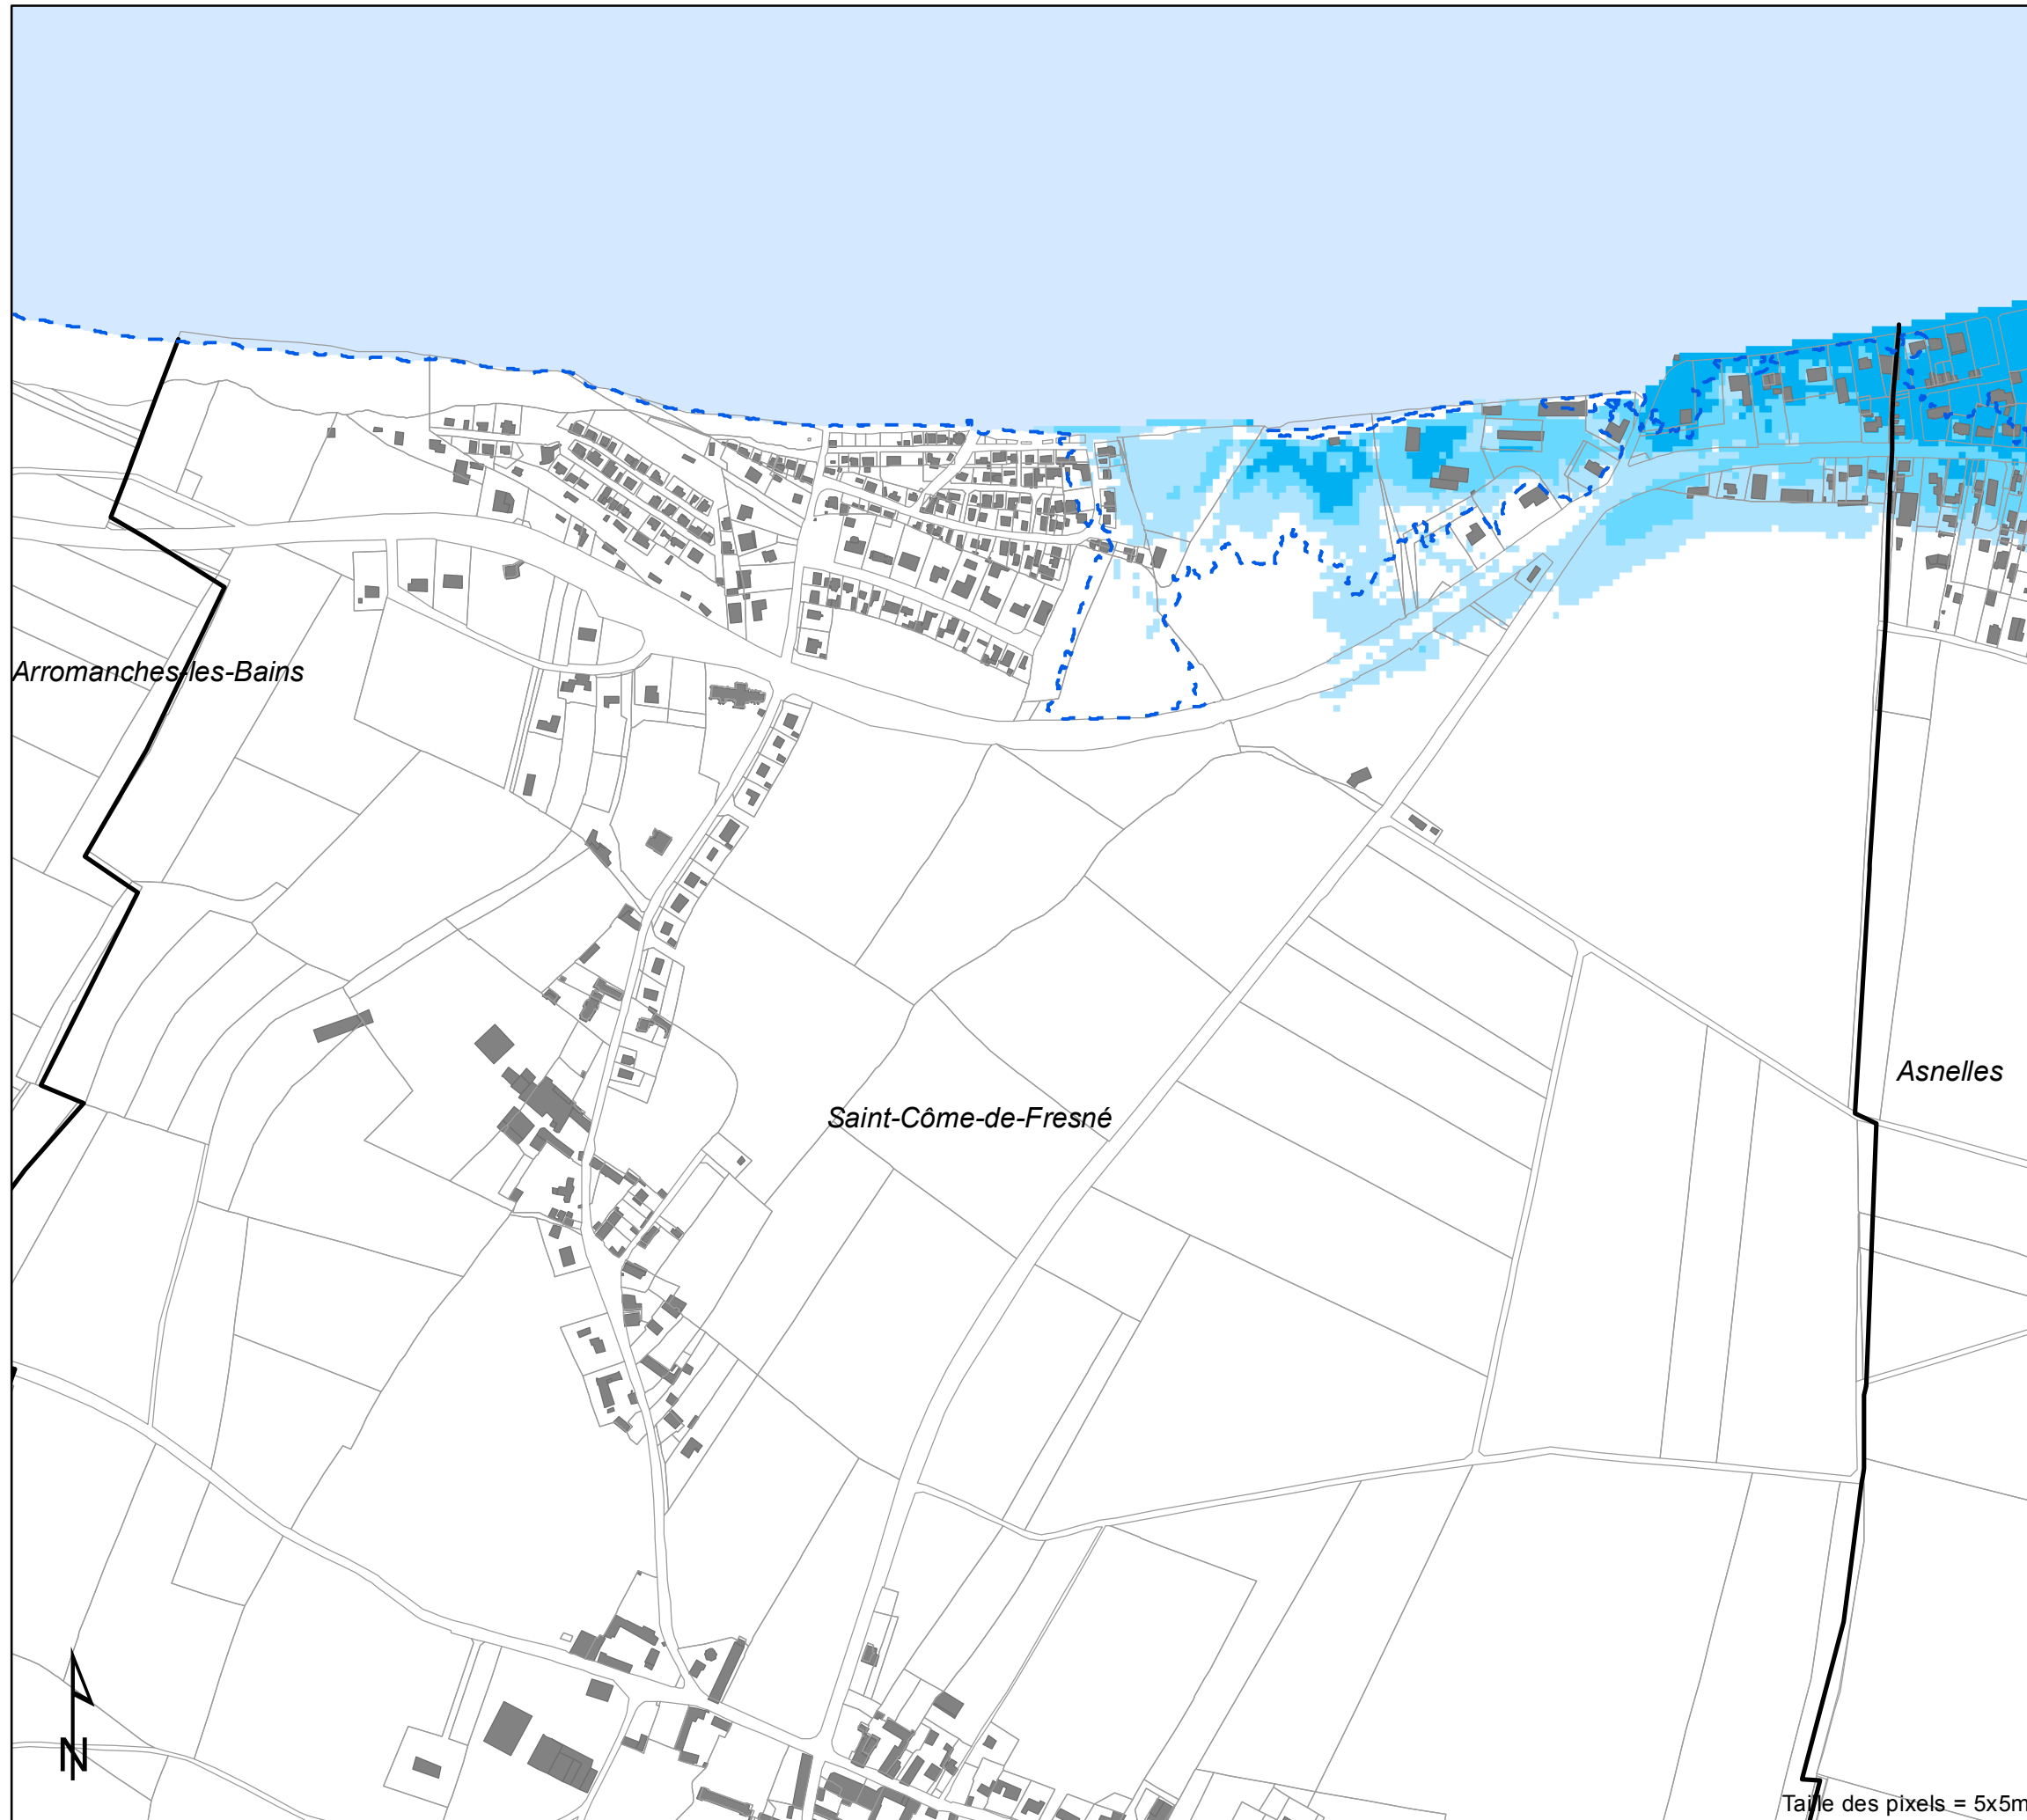 Arromanches-les-Bains
Asnelles
Saint-Côme-de-Fresné
N
Taille des pixels = 5x5m